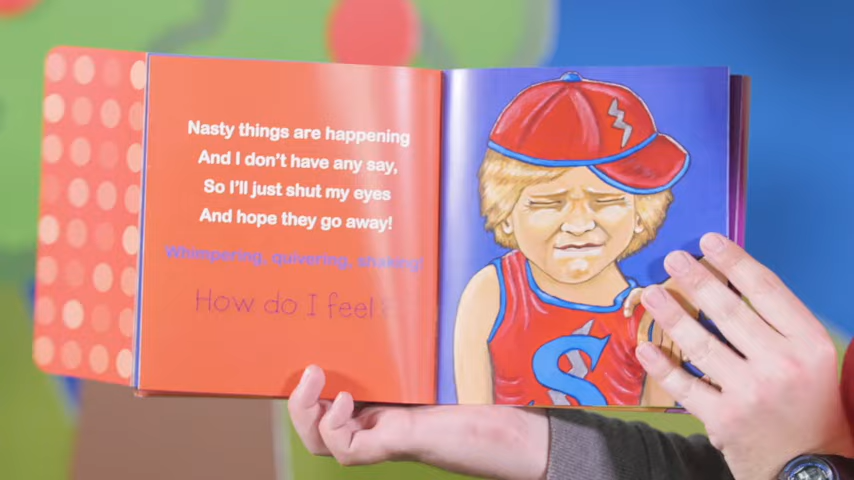 Nasty things are happening
And I don't have any say,
So I'll just shut my eyes
And hope they go away!
Whimpering, quivering, shaking!
How do I feel?
S